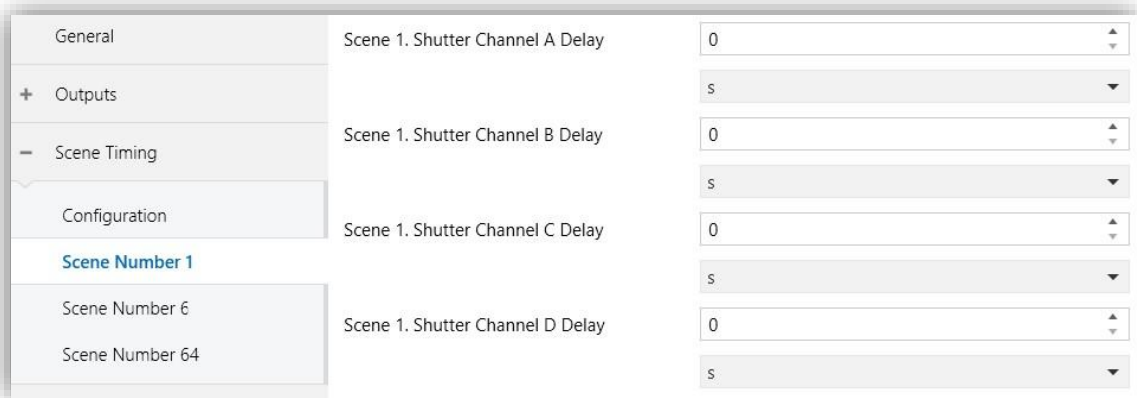 General
+ Outputs
− Scene Timing
Configuration
Scene Number 1
Scene Number 6
Scene Number 64
Scene 1. Shutter Channel A Delay 0
s
Scene 1. Shutter Channel B Delay 0
s
Scene 1. Shutter Channel C Delay 0
s
Scene 1. Shutter Channel D Delay 0
s